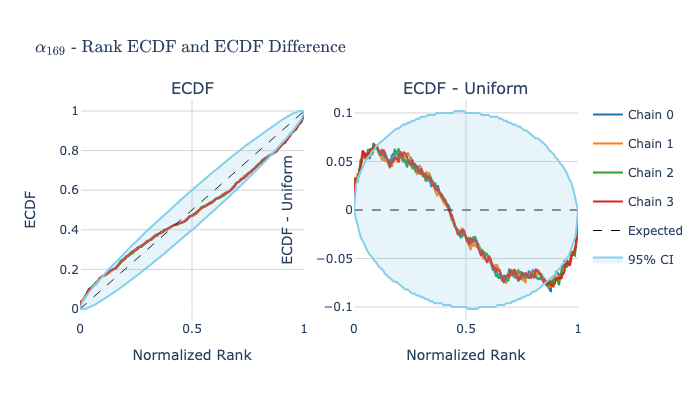 α₁₆₉ - Rank ECDF and ECDF Difference
ECDF
ECDF
1
0.8
0.6
0.4
0.2
0
0
0.5
1
Normalized Rank
ECDF - Uniform
ECDF - Uniform
0.1
0.05
0
−0.05
−0.1
0
0.5
1
Normalized Rank
Chain 0
Chain 1
Chain 2
Chain 3
Expected
95% CI